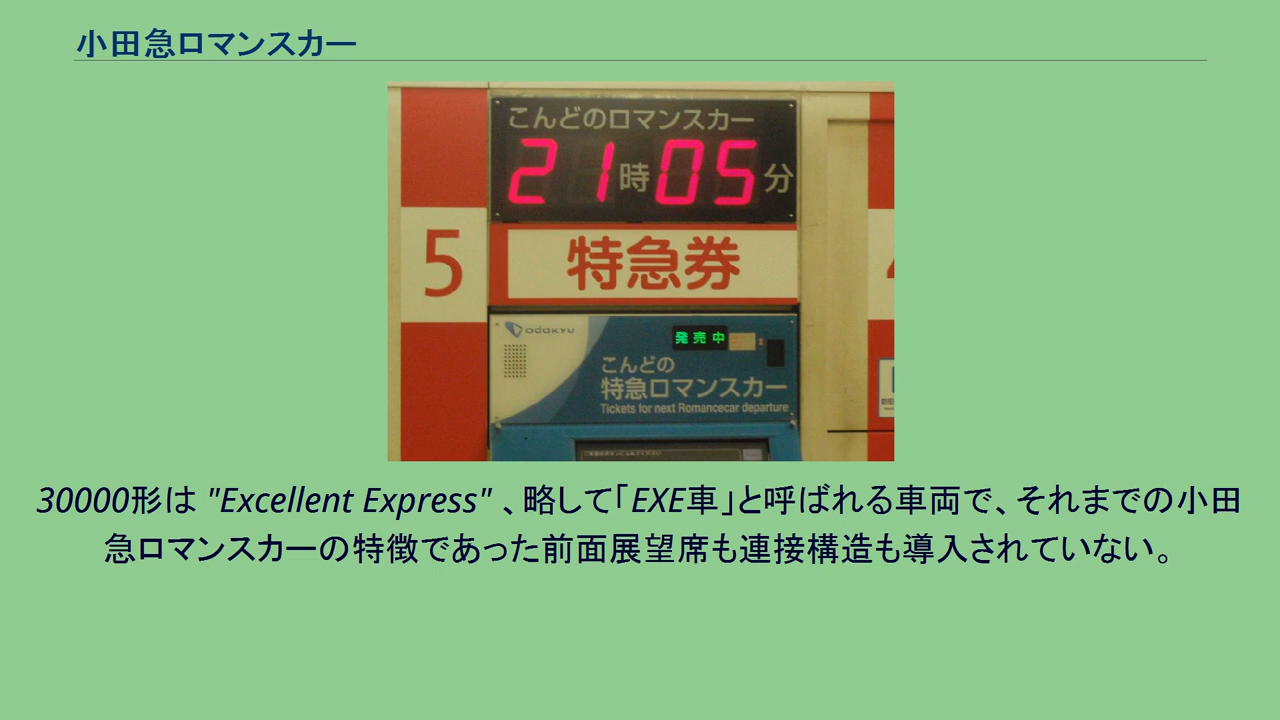 小田急ロマンスカー
こんどのロマンスカー
21時05分
5
特急券
odakyu
発売中
こんどの
特急ロマンスカー
Tickets for next Romancecar departure
30000形は "Excellent Express" 、略して「EXE車」と呼ばれる車両で、それまでの小田
急ロマンスカーの特徴であった前面展望席も連接構造も導入されていない。